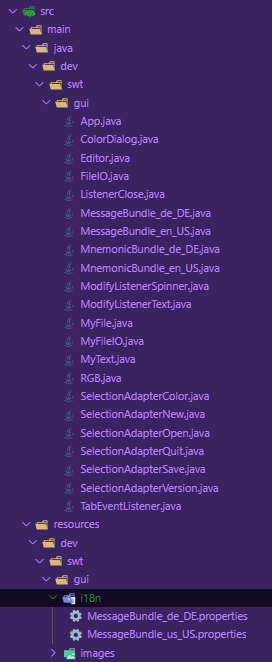 src
main
java
dev
swt
gui
App.java
ColorDialog.java
Editor.java
FileIO.java
ListenerClose.java
MessageBundle_de_DE.java
MessageBundle_en_US.java
MnemonicBundle_de_DE.java
MnemonicBundle_en_US.java
ModifyListenerSpinner.java
ModifyListenerText.java
MyFile.java
MyFileIO.java
MyText.java
RGB.java
SelectionAdapterColor.java
SelectionAdapterNew.java
SelectionAdapterOpen.java
SelectionAdapterQuit.java
SelectionAdapterSave.java
SelectionAdapterVersion.java
TabEventListener.java
resources
dev
swt
gui
i18n
MessageBundle_de_DE.properties
MessageBundle_us_US.properties
images